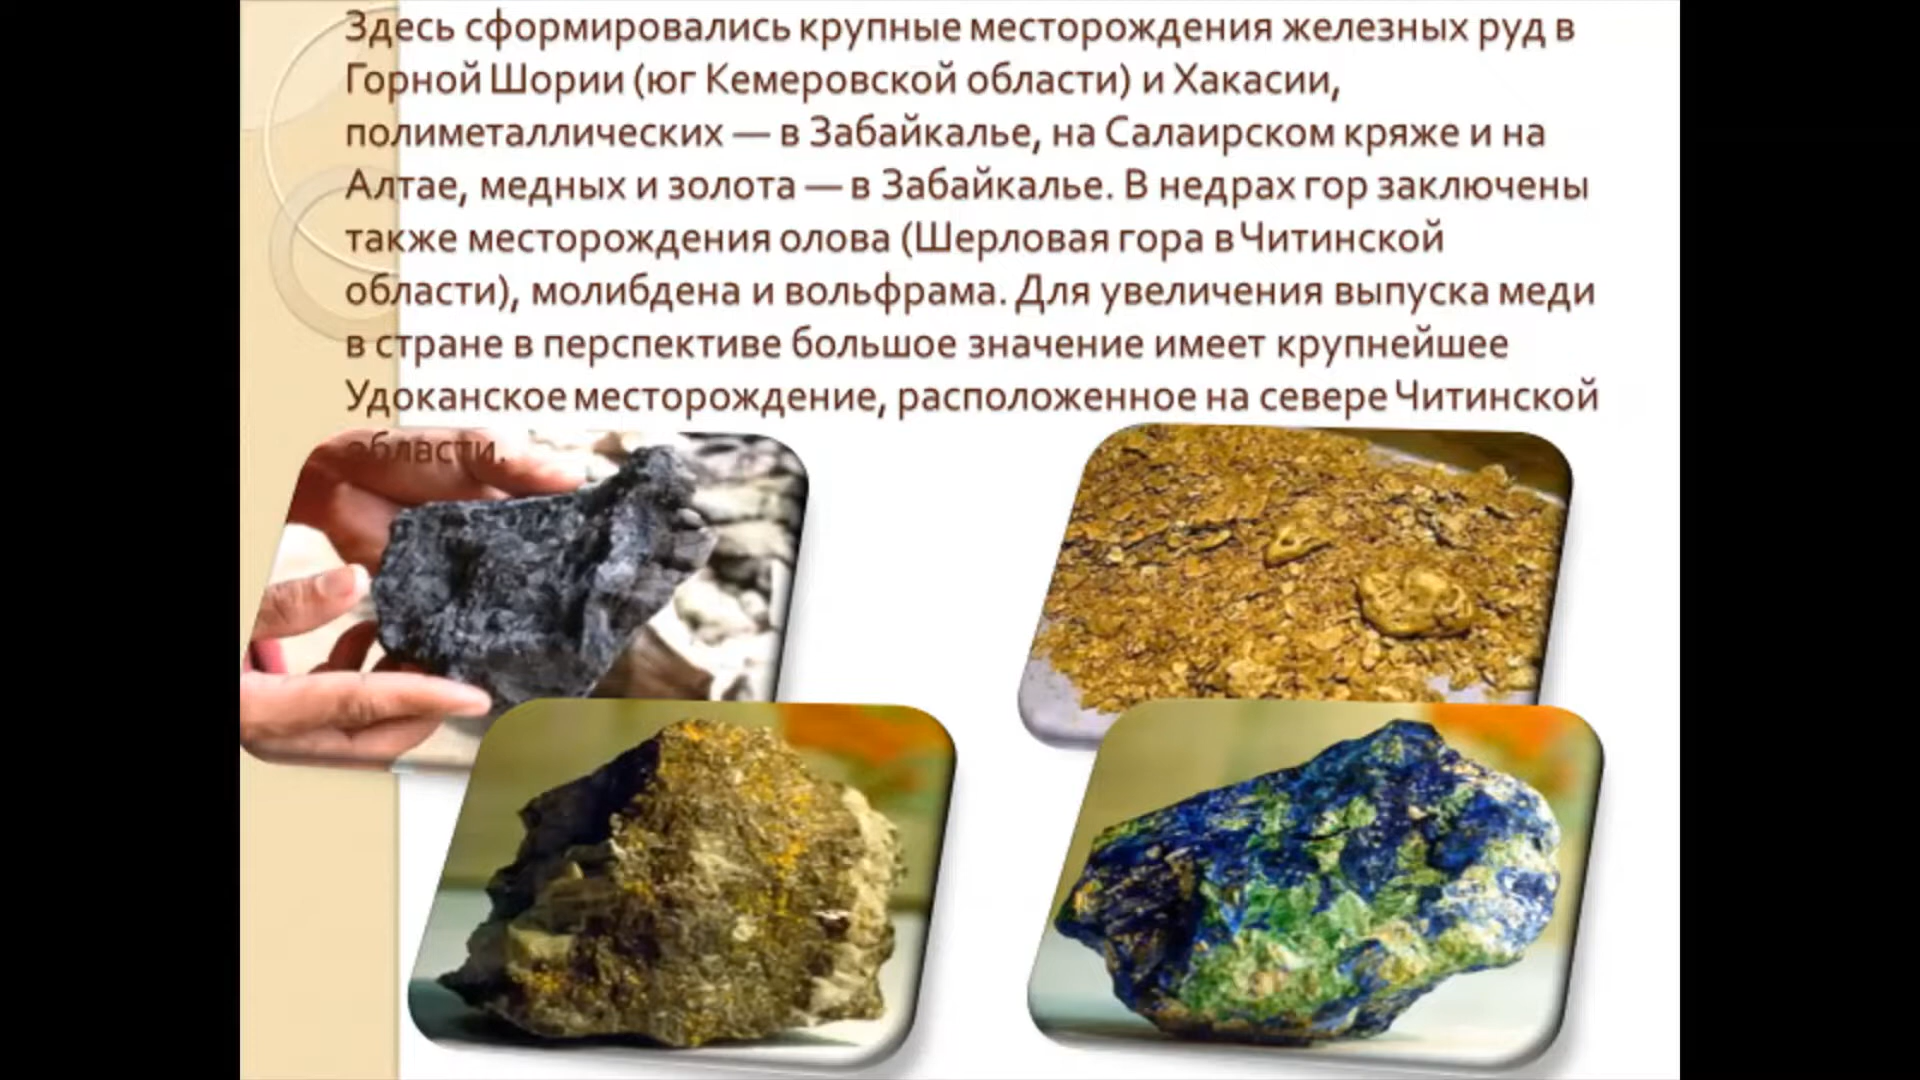 Здесь сформировались крупные месторождения железных руд в
Горной Шории (юг Кемеровской области) и Хакасии,
полиметаллических — в Забайкалье, на Салаирском кряже и на
Алтае, медных и золота — в Забайкалье. В недрах гор заключены
также месторождения олова (Шерловая гора в Читинской
области), молибдена и вольфрама. Для увеличения выпуска меди
в стране в перспективе большое значение имеет крупнейшее
Удоканское месторождение, расположенное на севере Читинской
области.